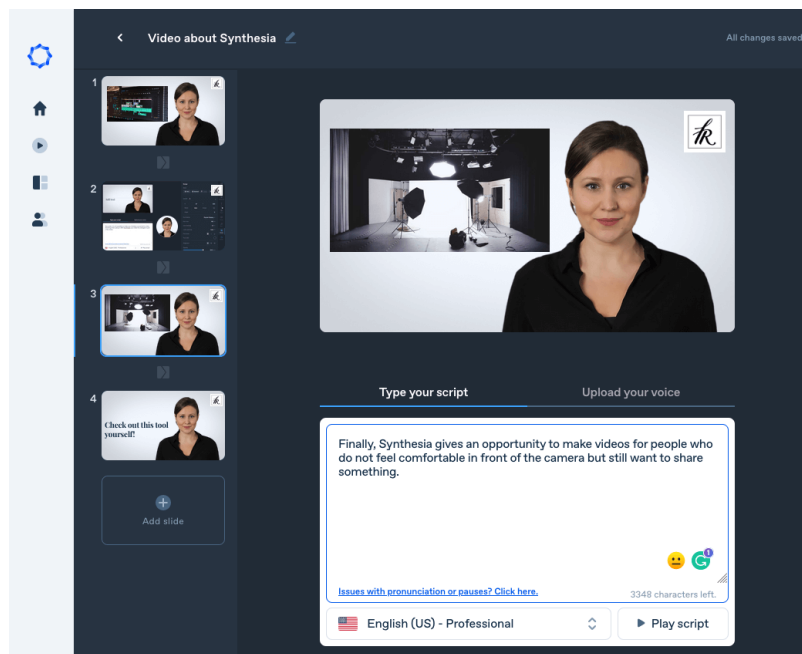 Video about Synthesia
All changes saved
1
2
3
4
Check out this tool
yourself!
Add slide
Type your script
Upload your voice
Finally, Synthesia gives an opportunity to make videos for people who
do not feel comfortable in front of the camera but still want to share
something.
1
Issues with pronunciation or pauses? Click here.
3348 characters left.
English (US) - Professional
Play script